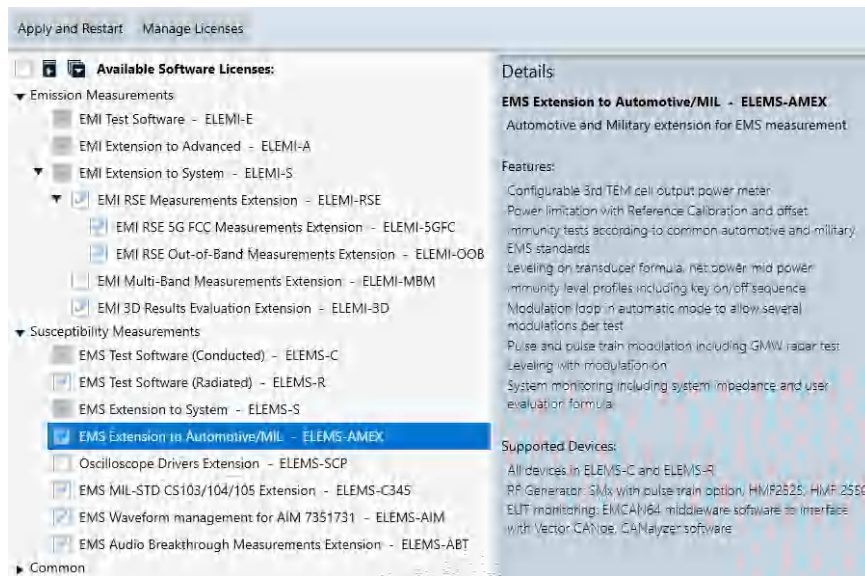 Apply and Restart Manage Licenses
Available Software Licenses:
Emission Measurements
EMI Test Software - ELEMI-E
EMI Extension to Advanced - ELEMI-A
EMI Extension to System - ELEMI-S
EMI RSE Measurements Extension - ELEMI-RSE
EMI RSE 5G FCC Measurements Extension - ELEMI-5GFC
EMI RSE Out-of-Band Measurements Extension - ELEMI-OOB
EMI Multi-Band Measurements Extension - ELEMI-MBM
EMI 3D Results Evaluation Extension - ELEMI-3D
Susceptibility Measurements
EMS Test Software (Conducted) - ELEMS-C
EMS Test Software (Radiated) - ELEMS-R
EMS Extension to System - ELEMS-S
EMS Extension to Automotive/MIL - ELEMS-AMEX
Oscilloscope Drivers Extension - ELEMS-SCP
EMS MIL-STD CS103/104/105 Extension - ELEMS-C345
EMS Waveform management for AIM 7351731 - ELEMS-AIM
EMS Audio Breakthrough Measurements Extension - ELEMS-ABT
Common
Details
EMS Extension to Automotive/MIL - ELEMS-AMEX
Automotive and Military extension for EMS measurement
Features:
Configurable 3rd TEM cell output power meter
Power limitation with Reference Calibration and offset
Immunity tests according to common automotive and military
EMS standards
Leveling on transducer formula, net power mid power
Immunity level profiles including key on/off sequence
Modulation loop in automatic mode to allow several
modulations per test
Pulse and pulse train modulation including GMW radar test
Leveling with modulation on
System monitoring including system impedance and user
evaluation formula
Supported Devices:
All devices in ELEMS-C and ELEMS-R
RF Generator: SMx with pulse train option, HMF2525, HMF 2550
EUT monitoring: EMCAN64 middleware software to interface
with Vector CANoe, CANalyzer software